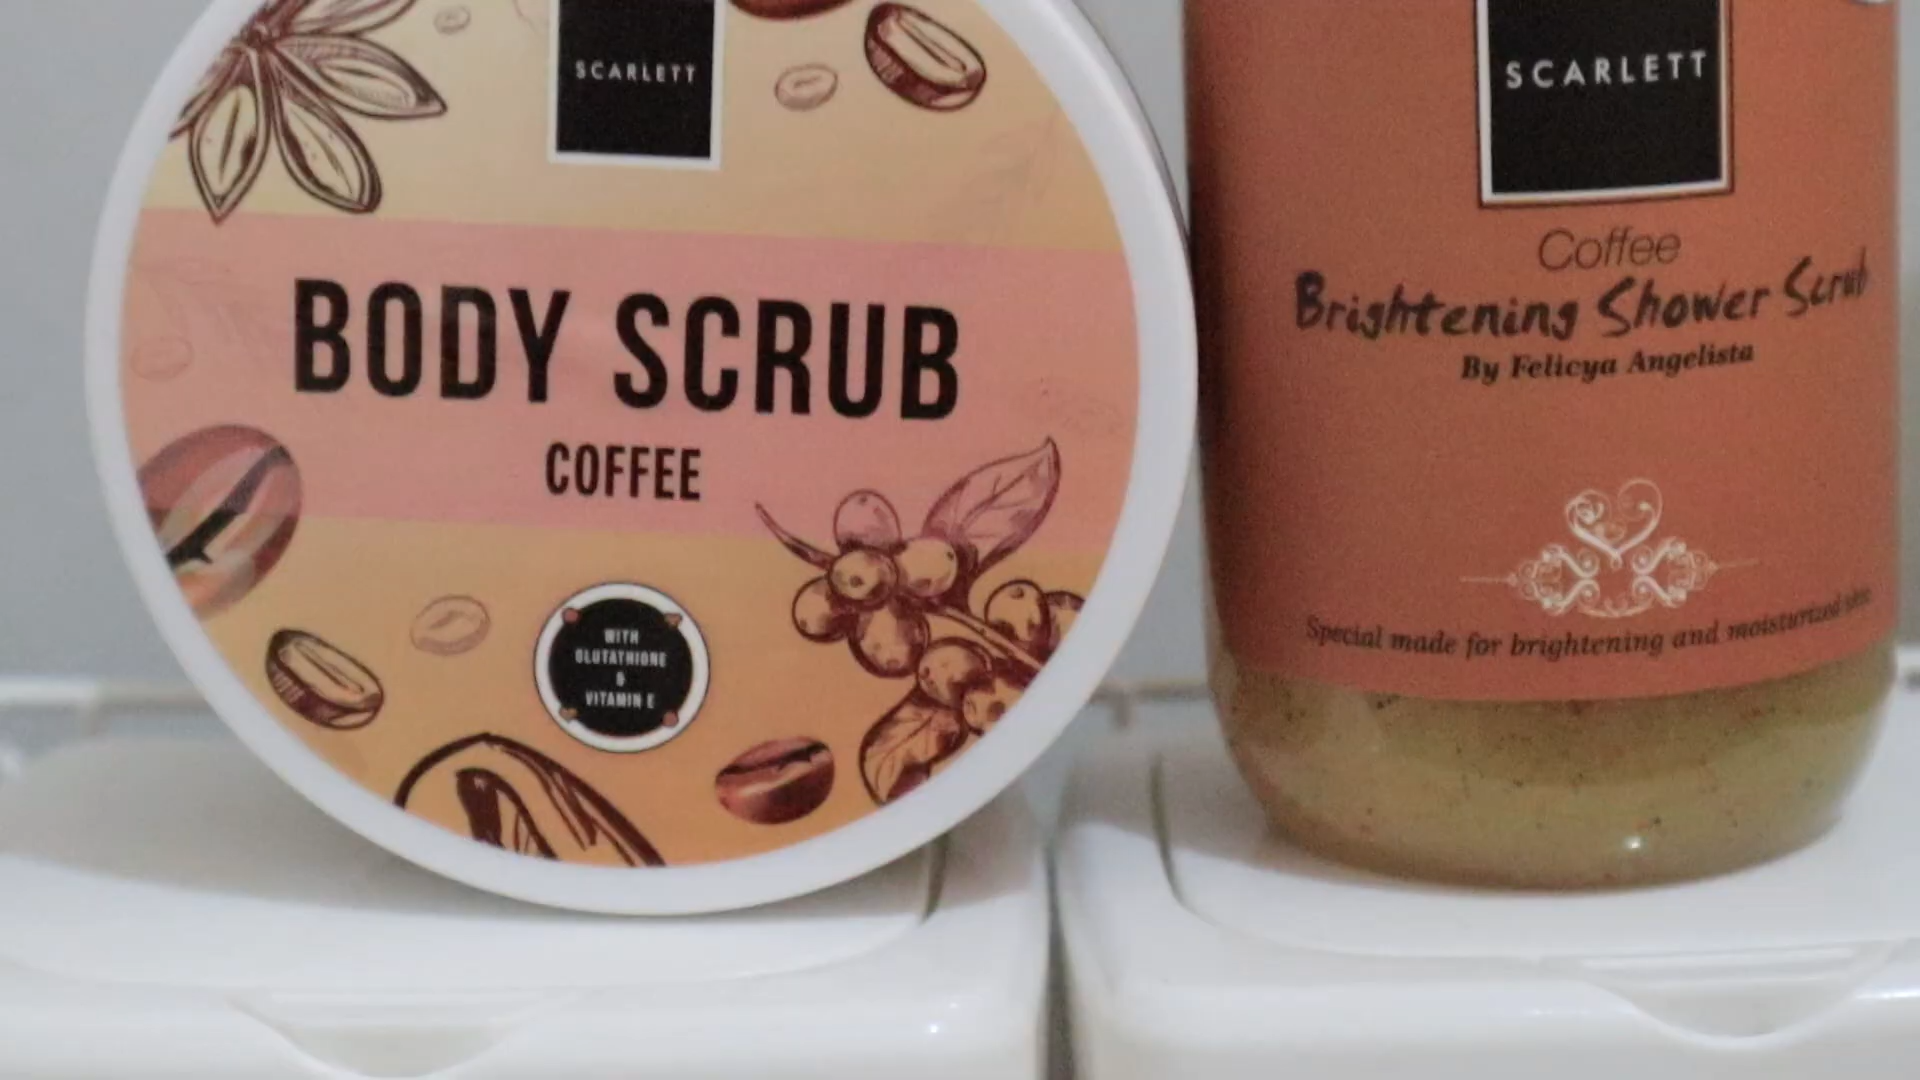 SCARLETT
BODY SCRUB
COFFEE
WITH
GLUTATHIONE
&
VITAMIN E
SCARLETT
Coffee
Brightening Shower Scrub
By Felicya Angelista
Special made for brightening and moisturized skin